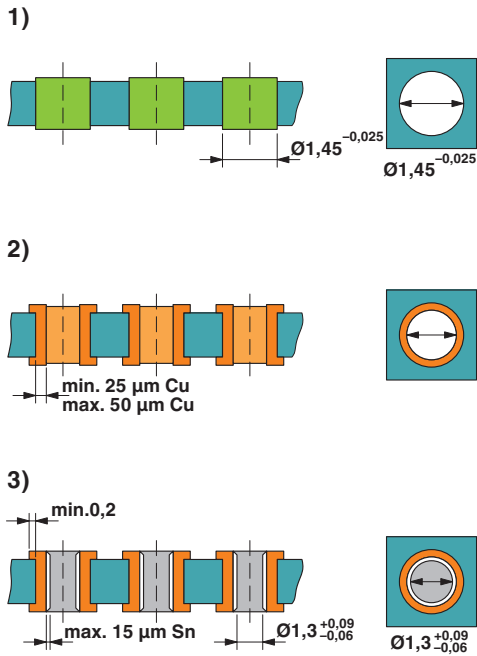 1)
Ø1,45 –0,025
Ø1,45 –0,025
2)
min. 25 µm Cu
max. 50 µm Cu
3)
min.0,2
max. 15 µm Sn
Ø1,3 +0,09 –0,06
Ø1,3 +0,09 –0,06